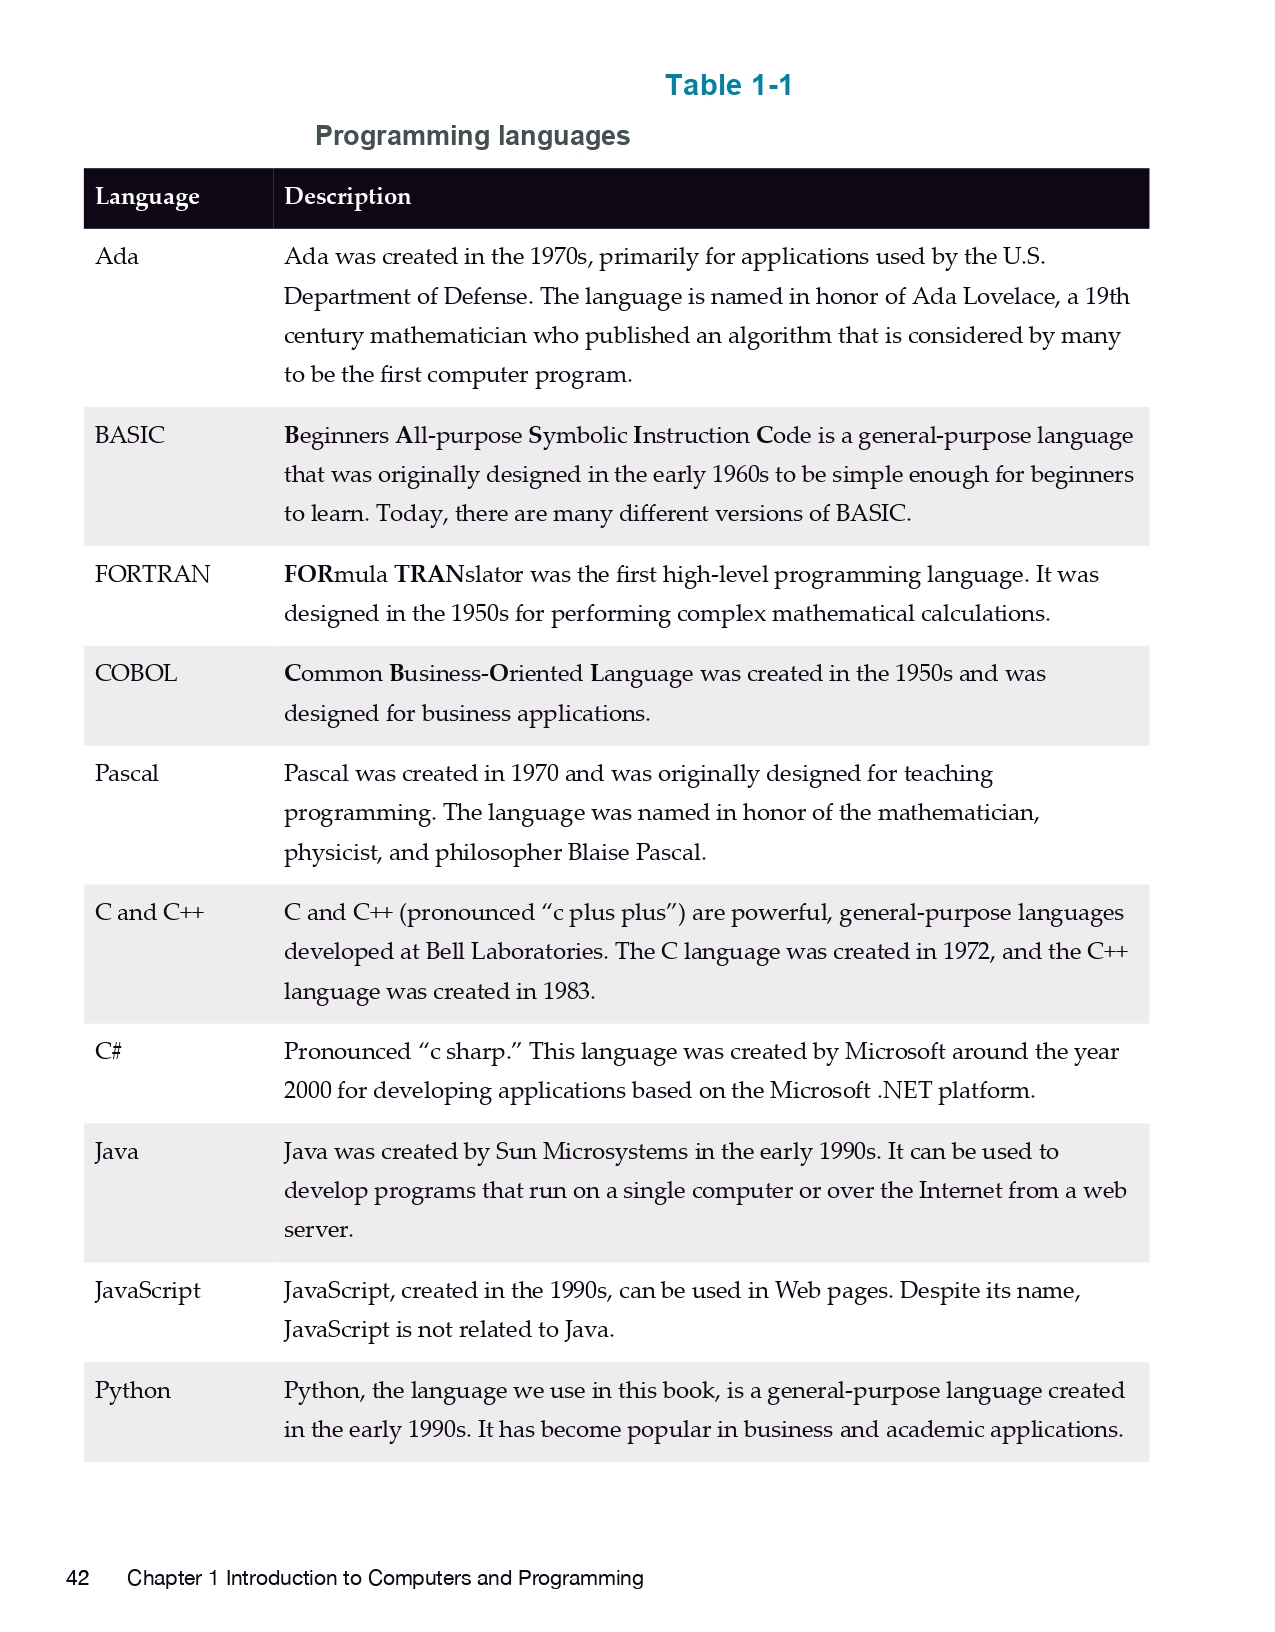 Table 1-1
Programming languages
Language Description
Ada Ada was created in the 1970s, primarily for applications used by the U.S.
Department of Defense. The language is named in honor of Ada Lovelace, a 19th
century mathematician who published an algorithm that is considered by many
to be the first computer program.
BASIC Beginners All-purpose Symbolic Instruction Code is a general-purpose language
that was originally designed in the early 1960s to be simple enough for beginners
to learn. Today, there are many different versions of BASIC.
FORTRAN FORmula TRANslator was the first high-level programming language. It was
designed in the 1950s for performing complex mathematical calculations.
COBOL Common Business-Oriented Language was created in the 1950s and was
designed for business applications.
Pascal Pascal was created in 1970 and was originally designed for teaching
programming. The language was named in honor of the mathematician,
physicist, and philosopher Blaise Pascal.
C and C++ C and C++ (pronounced “c plus plus”) are powerful, general-purpose languages
developed at Bell Laboratories. The C language was created in 1972, and the C++
language was created in 1983.
C# Pronounced “c sharp.” This language was created by Microsoft around the year
2000 for developing applications based on the Microsoft .NET platform.
Java Java was created by Sun Microsystems in the early 1990s. It can be used to
develop programs that run on a single computer or over the Internet from a web
server.
JavaScript JavaScript, created in the 1990s, can be used in Web pages. Despite its name,
JavaScript is not related to Java.
Python Python, the language we use in this book, is a general-purpose language created
in the early 1990s. It has become popular in business and academic applications.
42 Chapter 1 Introduction to Computers and Programming